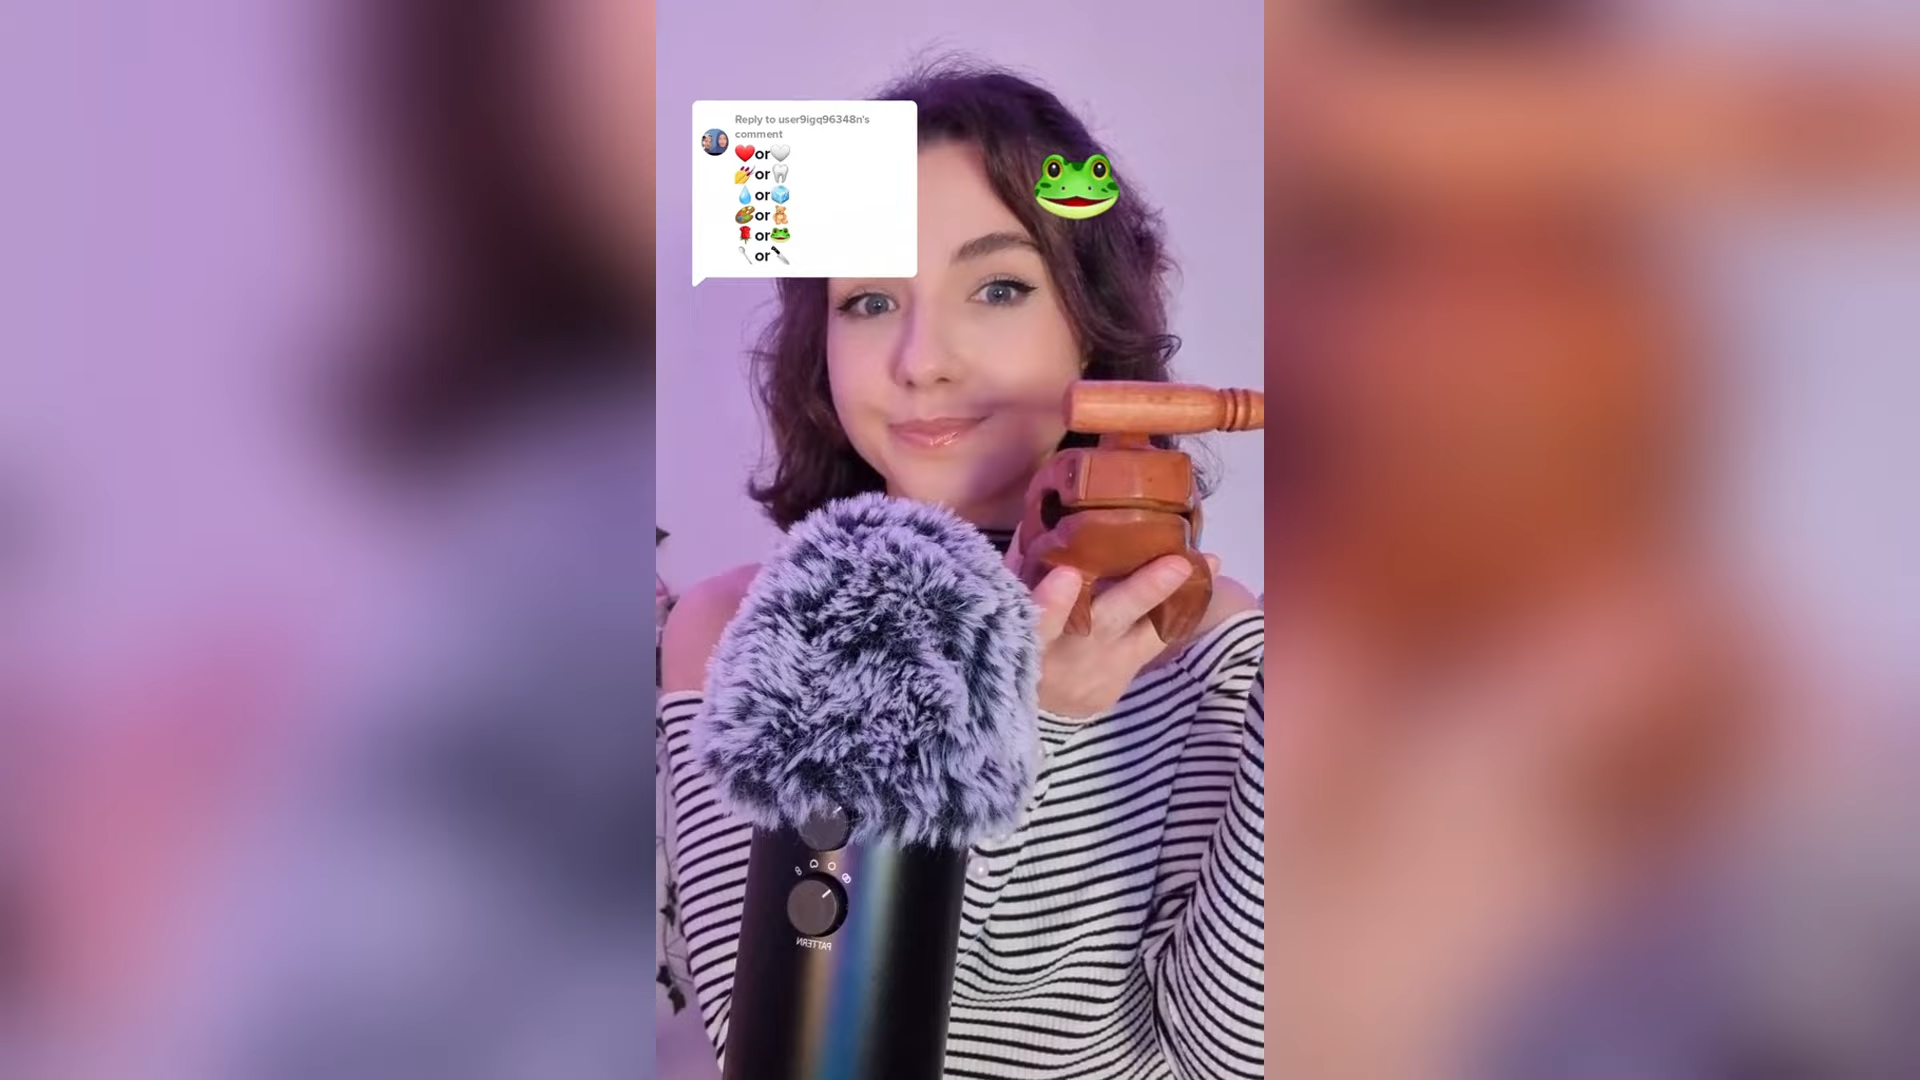 Reply to user9igq96348n's
comment
❤️or🤍
💅or🦷
💧or🧊
🎨or🧸
🌹or🐸
🥄or🔪
PATTERN